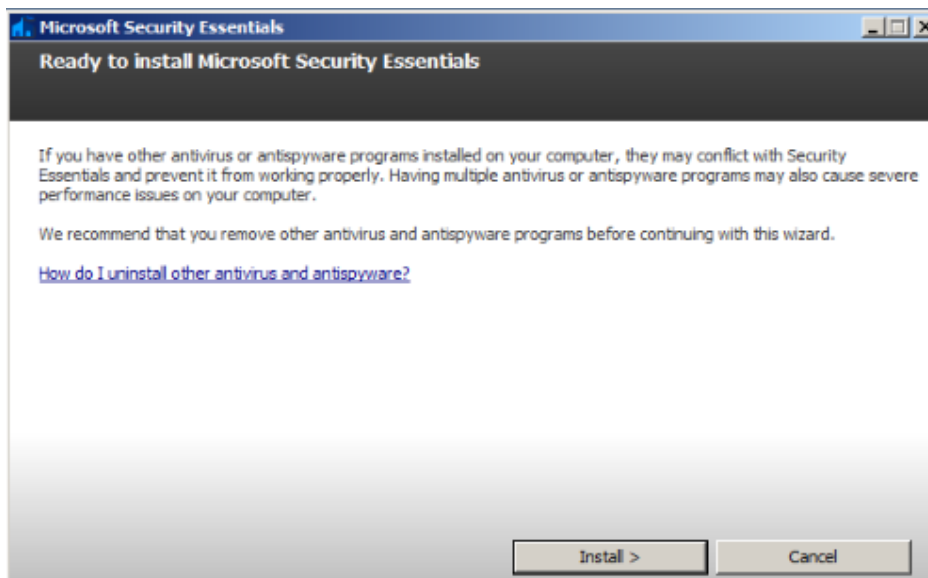 Microsoft Security Essentials
Ready to install Microsoft Security Essentials
If you have other antivirus or antispyware programs installed on your computer, they may conflict with Security
Essentials and prevent it from working properly. Having multiple antivirus or antispyware programs may also cause severe
performance issues on your computer.
We recommend that you remove other antivirus and antispyware programs before continuing with this wizard.
How do I uninstall other antivirus and antispyware?
Install >
Cancel